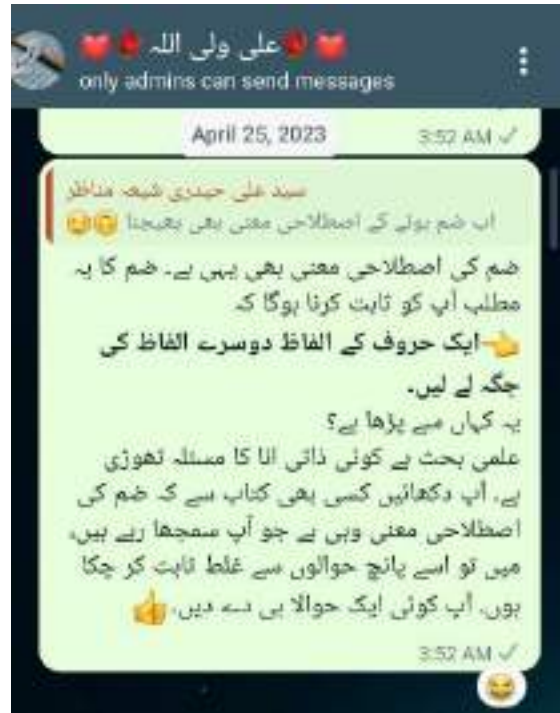 ❤️🌹علی ولی اللہ🌹❤️
only admins can send messages
April 25, 2023
3:52 AM
سید علی حیدری شیعہ مناظر
اب ضم ہونے کے اصطلاحی معنی بھی بھیجنا
ضم کی اصطلاحی معنی بھی یہی ہے۔ ضم کا یہ
مطلب آپ کو ثابت کرنا ہوگا کہ
👈ایک حروف کے الفاظ دوسرے الفاظ کی
جگہ لے لیں۔
یہ کہاں سے پڑھا ہے؟
علمی بحث ہے کوئی ذاتی انا کا مسئلہ تھوڑی
ہے، آپ دکھائیں کسی بھی کتاب سے کہ ضم کی
اصطلاحی معنی وہی ہے جو آپ سمجھا رہے ہیں،
میں تو اسے پانچ حوالوں سے غلط ثابت کر چکا
ہوں، آپ کوئی ایک حوالا ہی دے دیں،👍
3:52 AM